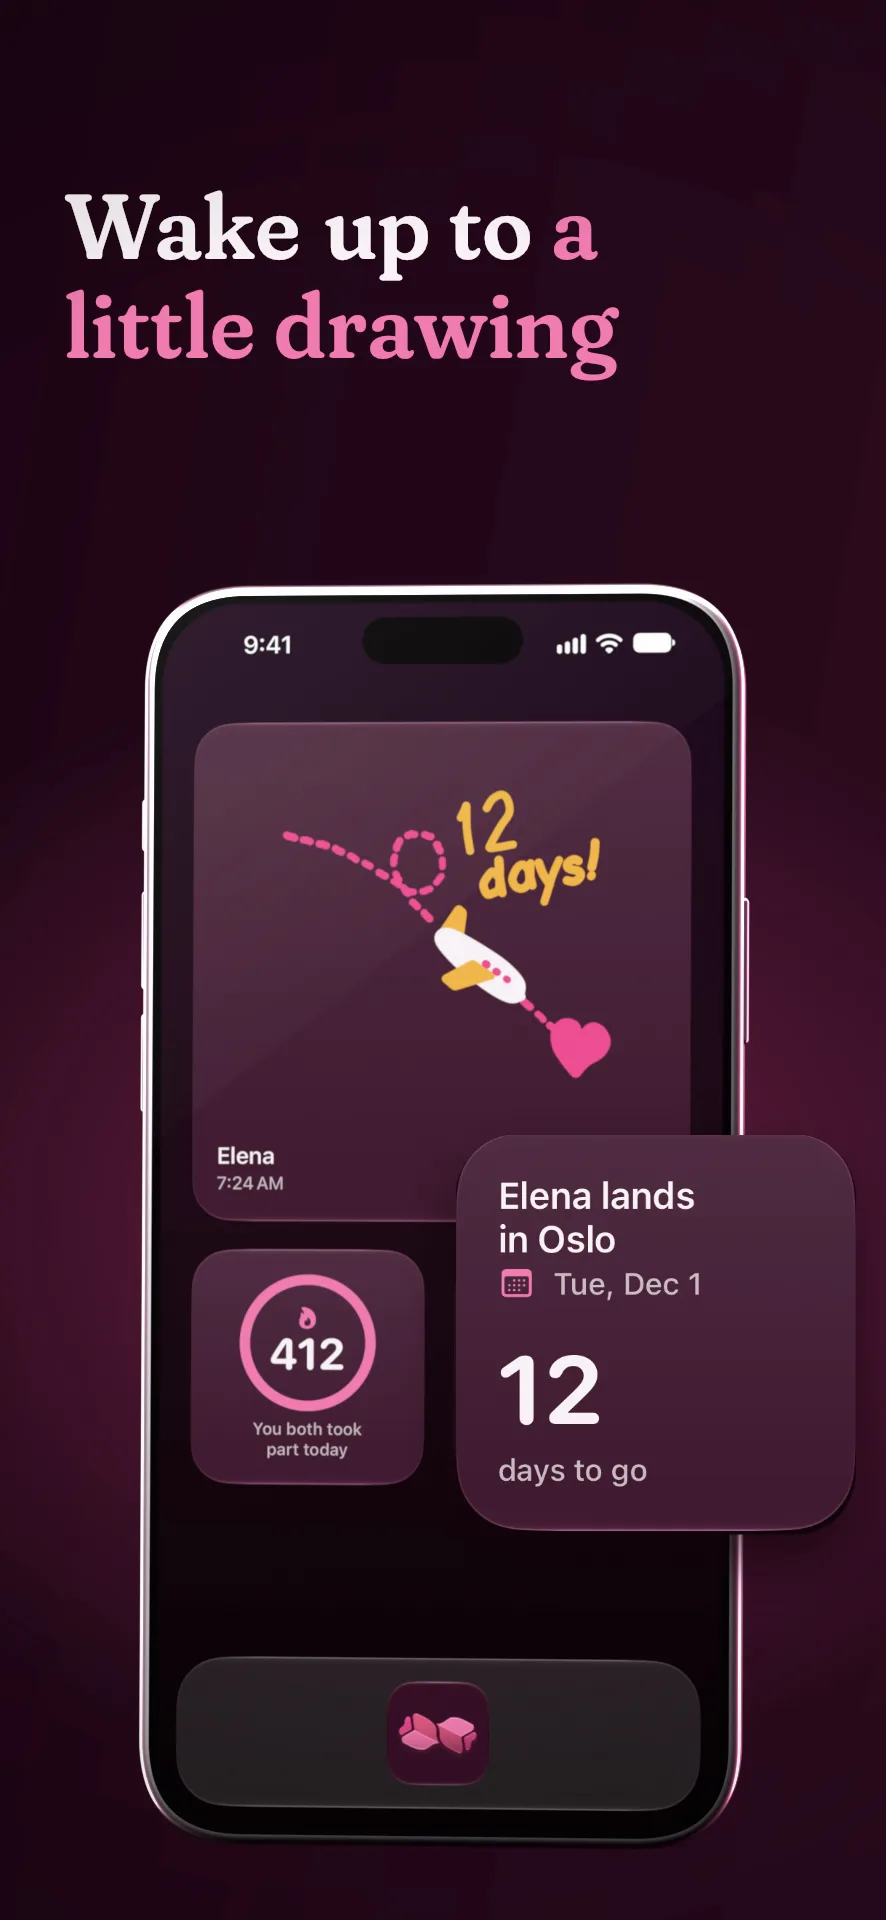 Wake up to a
little drawing
9:41
12
days!
Elena
7:24 AM
412
You both took
part today
Elena lands
in Oslo
Tue, Dec 1
12
days to go